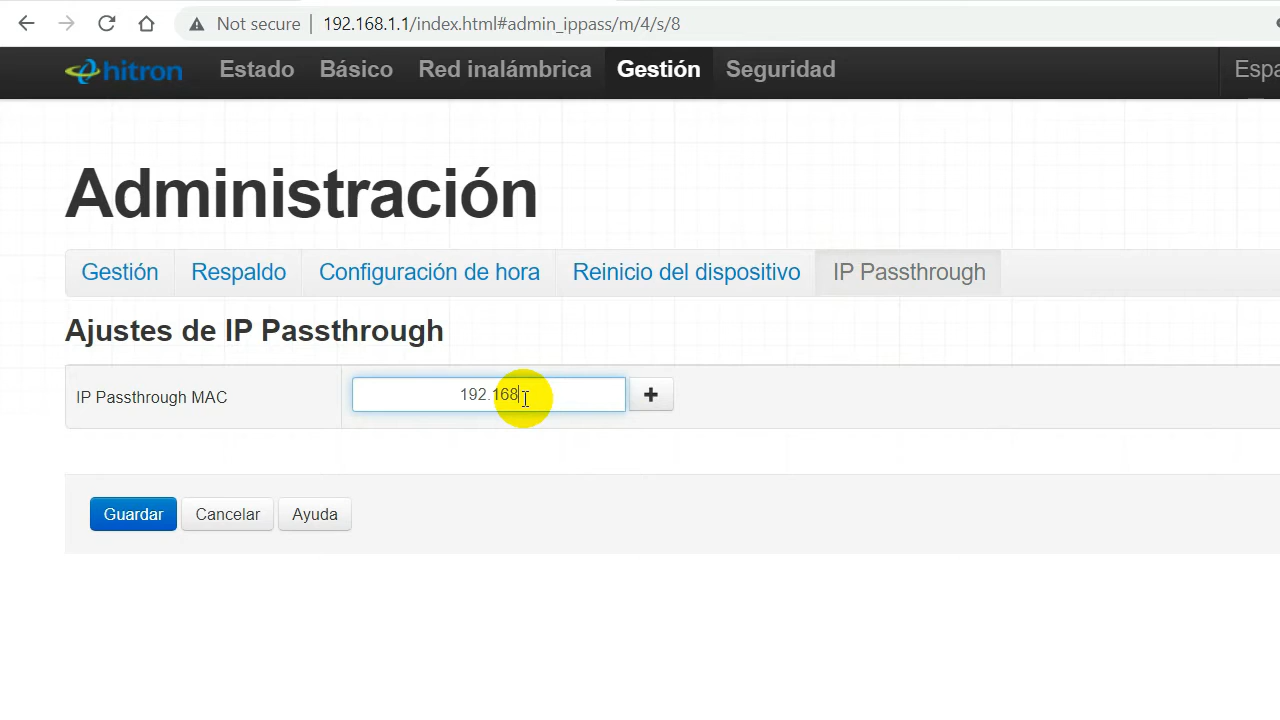 Not secure | 192.168.1.1/index.html#admin_ippass/m/4/s/8
hitron Estado Básico Red inalámbrica Gestión Seguridad Espa
Administración
Gestión Respaldo Configuración de hora Reinicio del dispositivo IP Passthrough
Ajustes de IP Passthrough
IP Passthrough MAC 192.168
Guardar Cancelar Ayuda